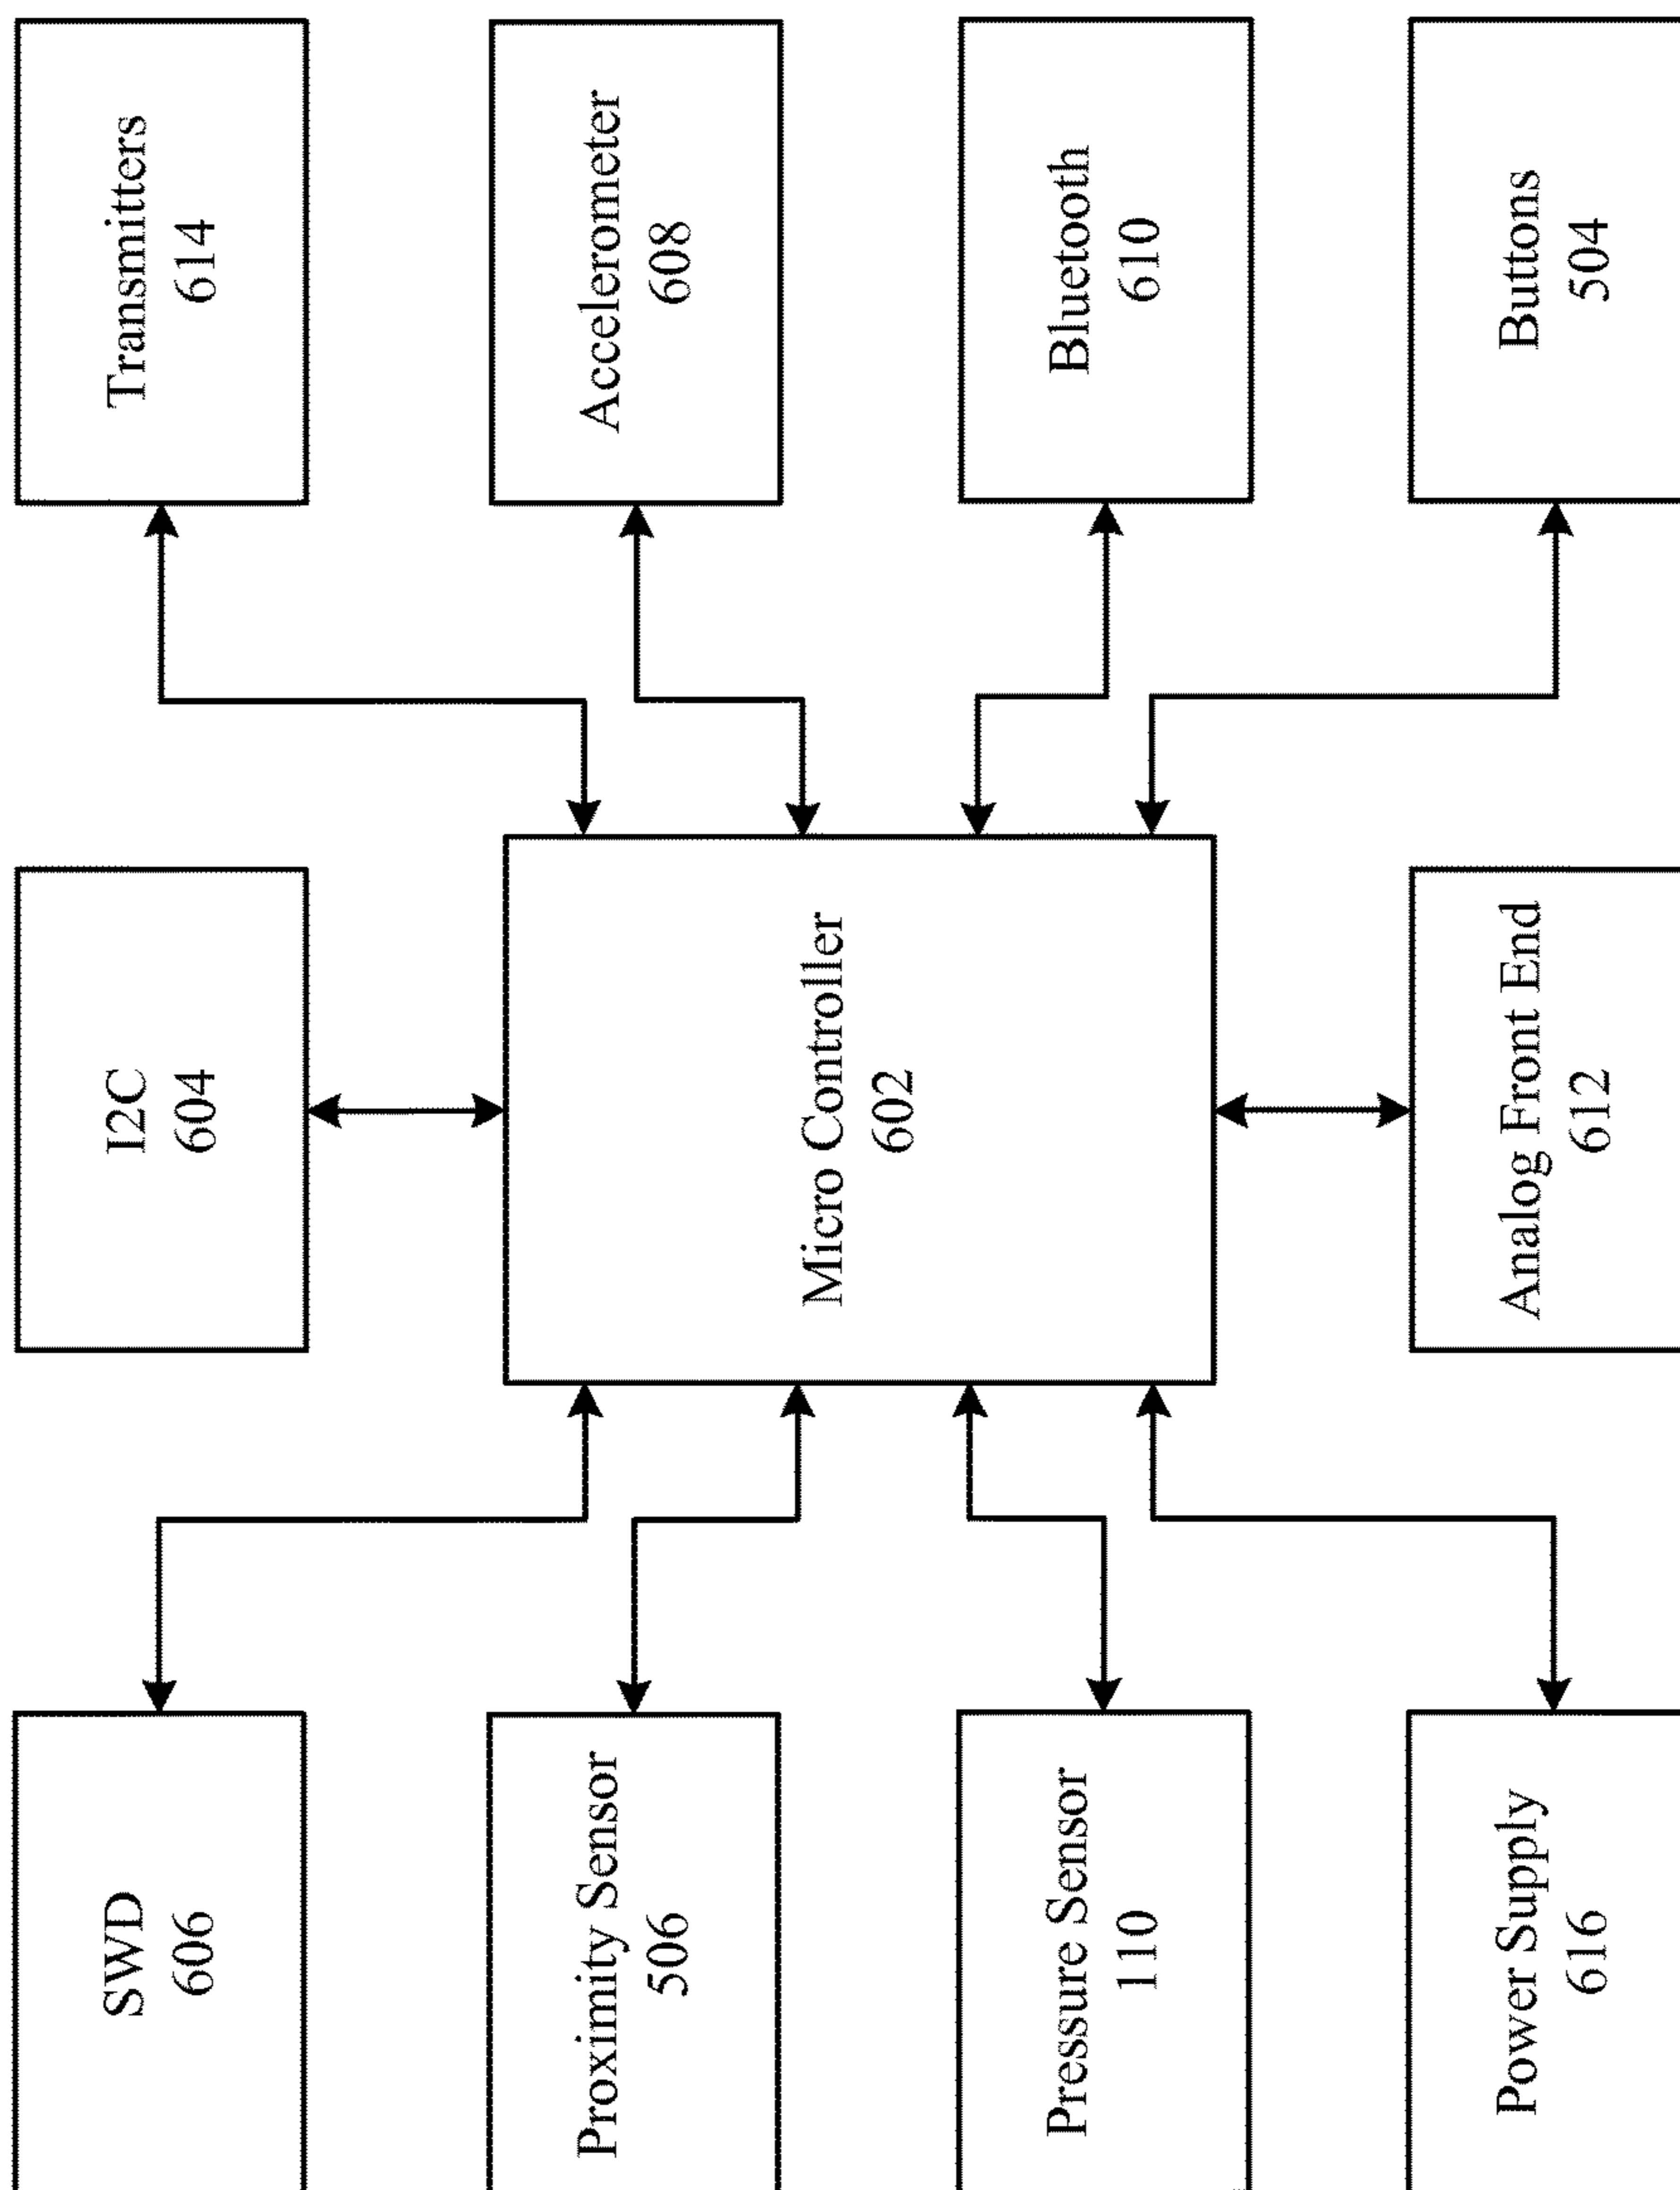 SWD
606
I2C
604
Transmitters
614
Proximity Sensor
506
Accelerometer
608
Micro Controller
602
Pressure Sensor
110
Bluetooth
610
Power Supply
616
Analog Front End
612
Buttons
504